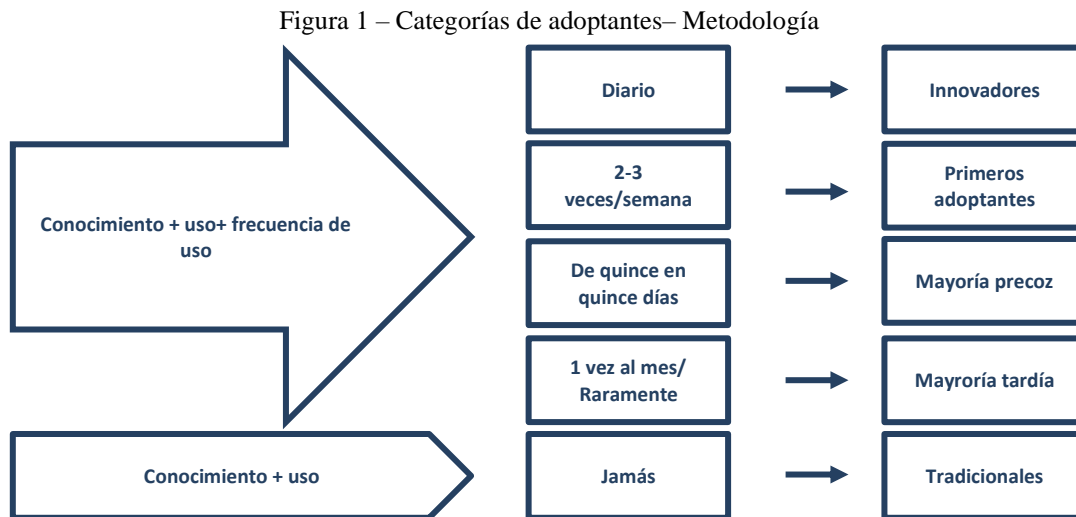 Figura 1 – Categorías de adoptantes– Metodología
Conocimiento + uso+ frecuencia de
uso
Diario
Innovadores
2-3
veces/semana
Primeros
adoptantes
De quince en
quince días
Mayoría precoz
1 vez al mes/
Raramente
Mayroría tardía
Conocimiento + uso
Jamás
Tradicionales